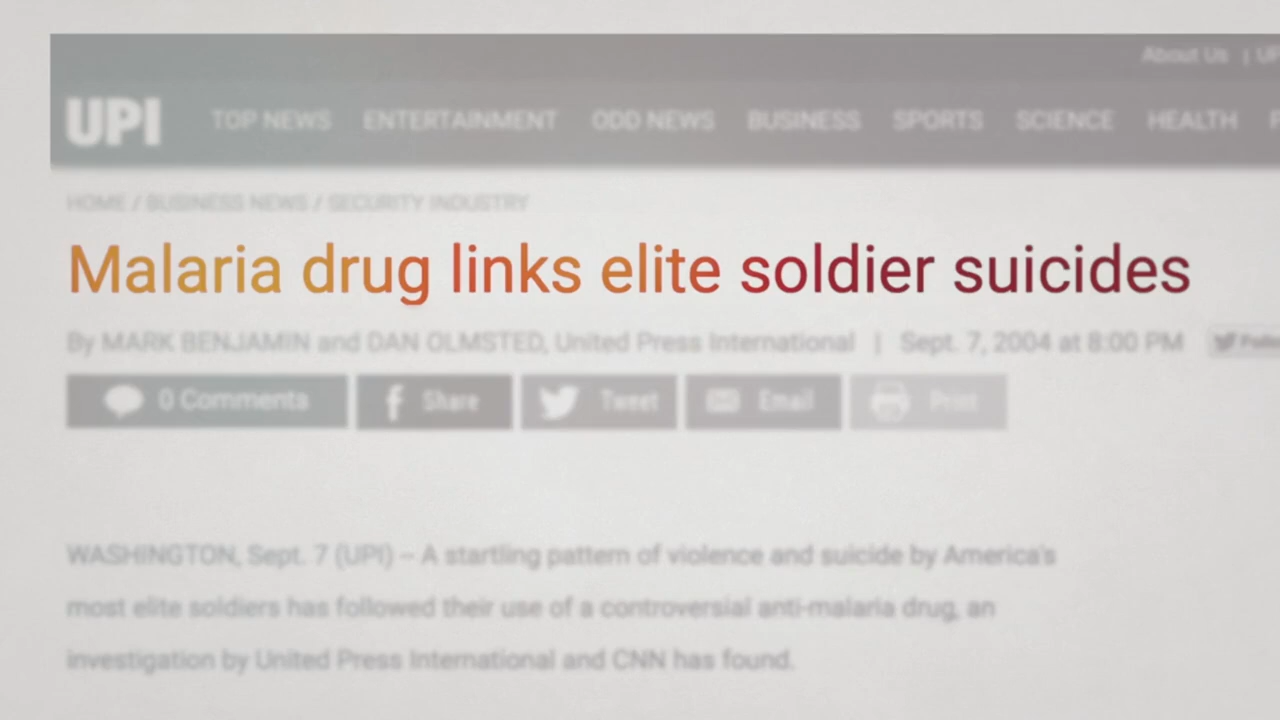 About Us |
UPI TOP NEWS ENTERTAINMENT ODD NEWS BUSINESS SPORTS SCIENCE HEALTH
HOME / BUSINESS NEWS / SECURITY INDUSTRY
Malaria drug links elite soldier suicides
By MARK BENJAMIN and DAN OLMSTED, United Press International | Sept. 7, 2004 at 8:00 PM
0 Comments Share Tweet Email Print
WASHINGTON, Sept. 7 (UPI) -- A startling pattern of violence and suicide by America's
most elite soldiers has followed their use of a controversial anti-malaria drug, an
investigation by United Press International and CNN has found.